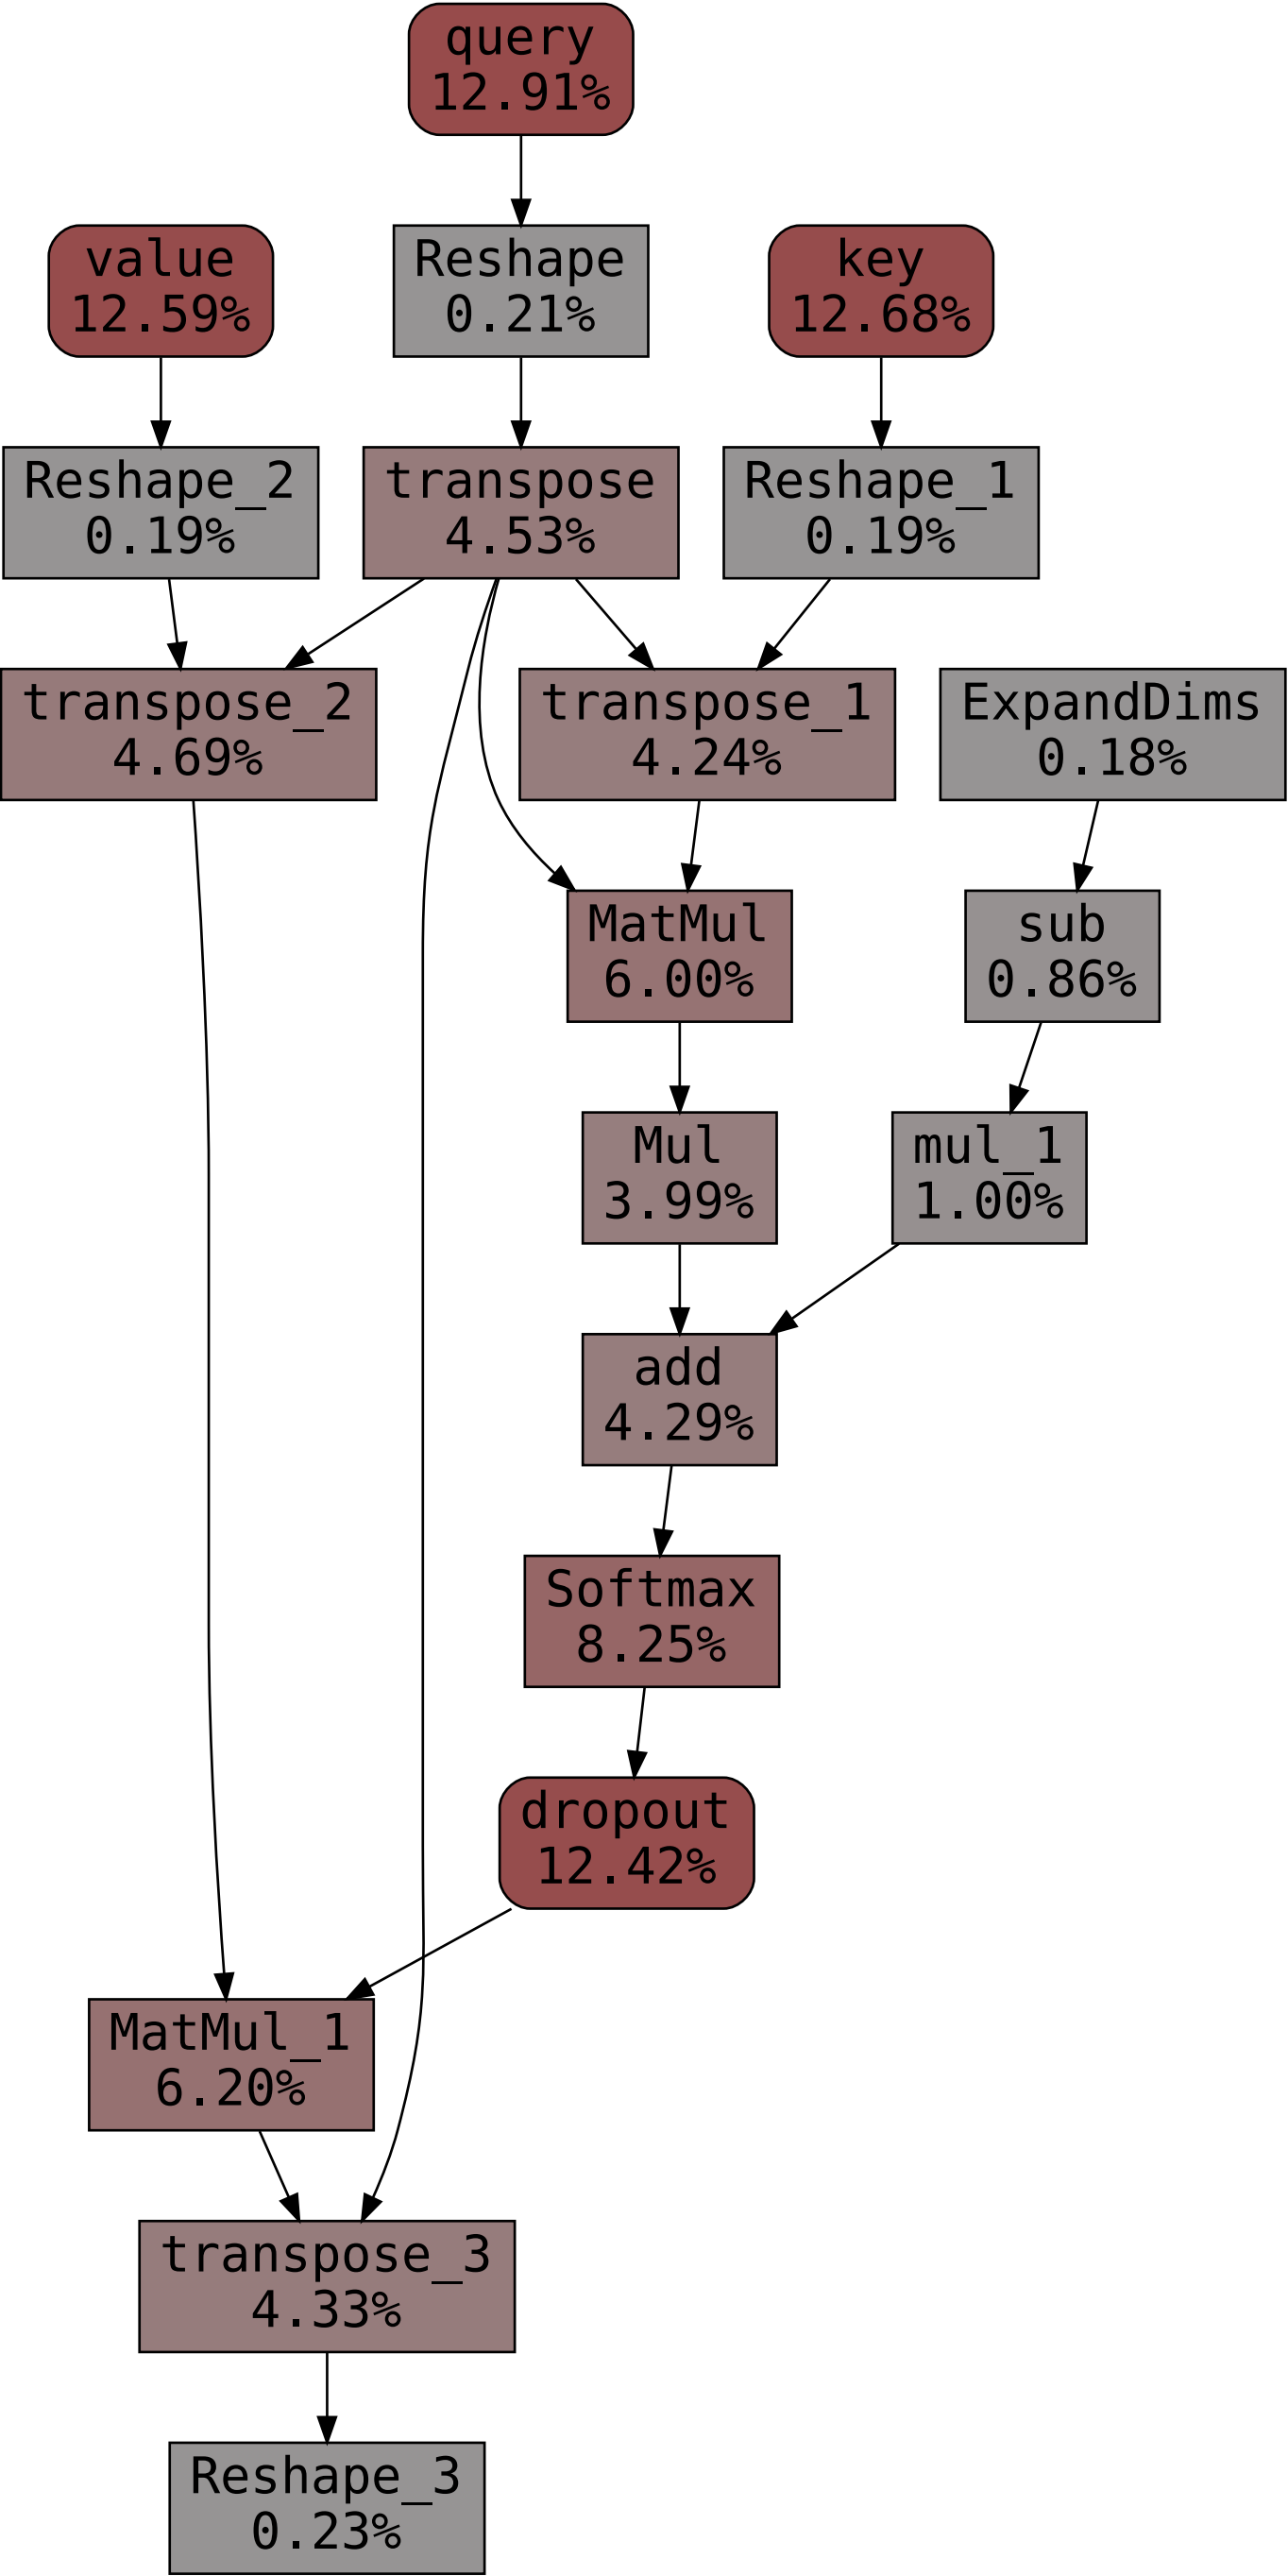 query
12.91%
value
12.59%
Reshape
0.21%
key
12.68%
Reshape_2
0.19%
transpose
4.53%
Reshape_1
0.19%
transpose_2
4.69%
transpose_1
4.24%
ExpandDims
0.18%
MatMul
6.00%
sub
0.86%
Mul
3.99%
mul_1
1.00%
add
4.29%
Softmax
8.25%
dropout
12.42%
MatMul_1
6.20%
transpose_3
4.33%
Reshape_3
0.23%